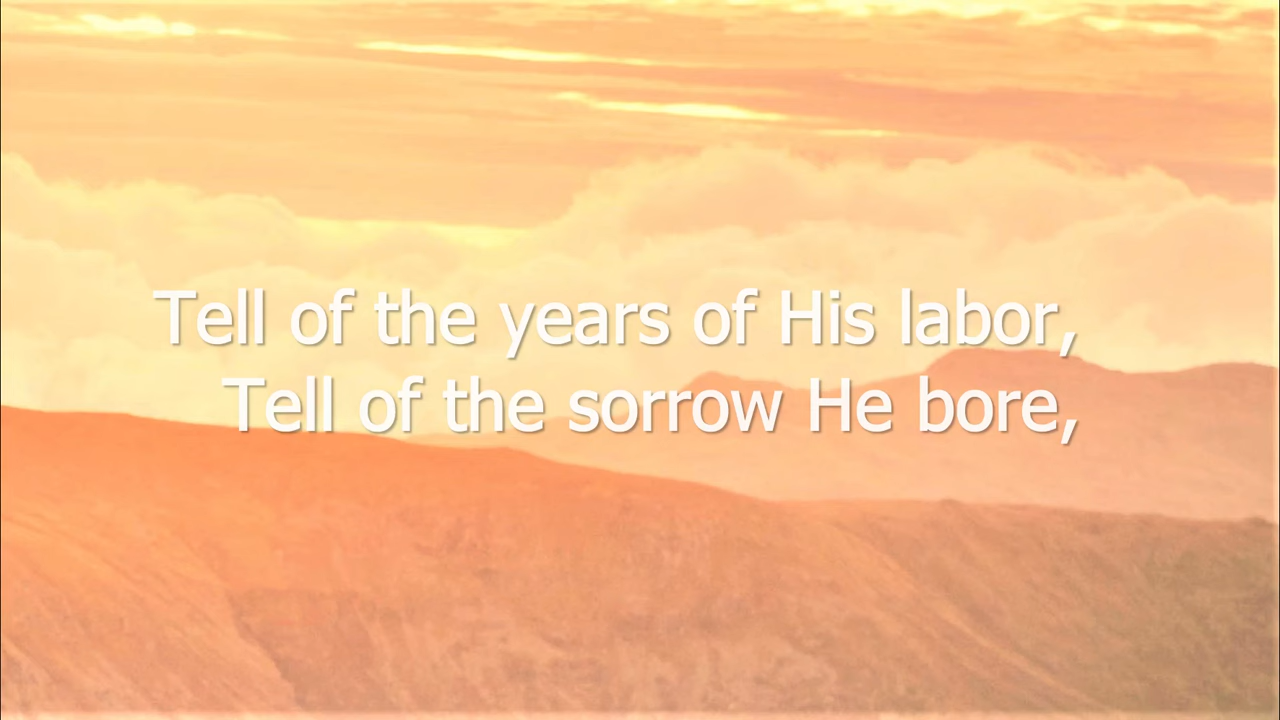 Tell of the years of His labor,
Tell of the sorrow He bore,